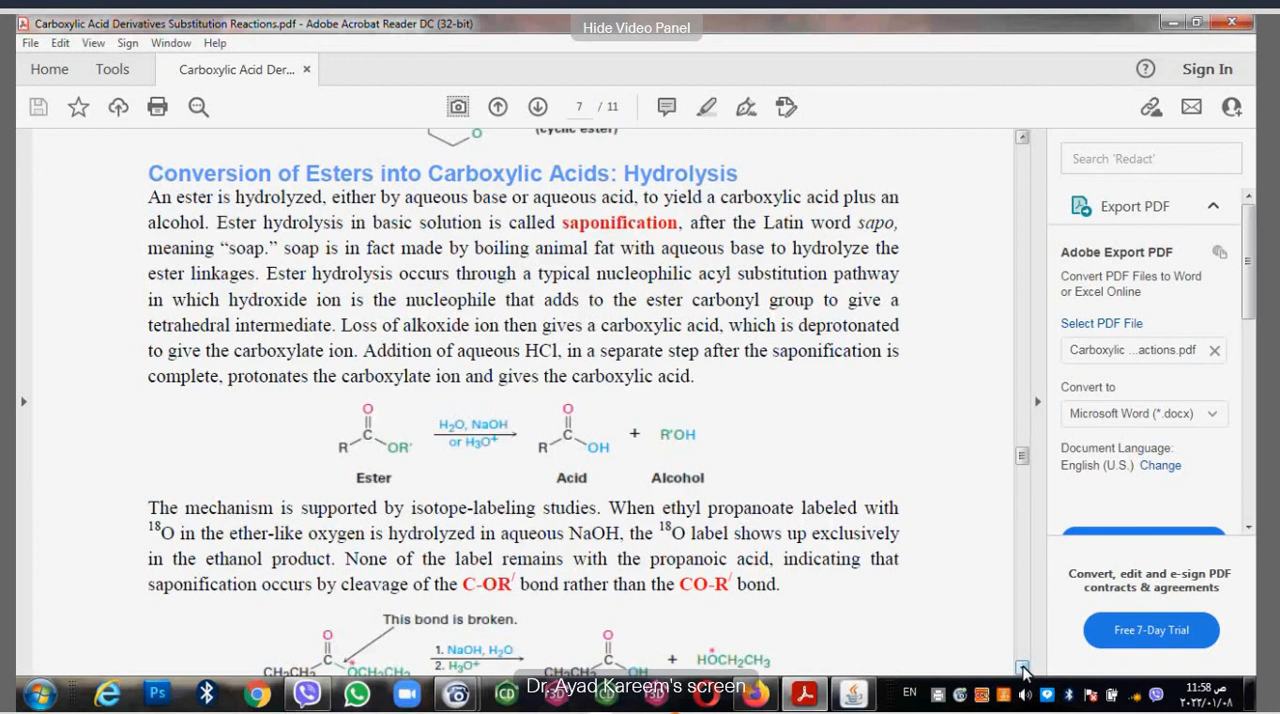 Carboxylic Acid Derivatives Substitution Reactions.pdf - Adobe Acrobat Reader DC (32-bit)
Hide Video Panel
File Edit View Sign Window Help
Home Tools Carboxylic Acid Der... × Sign In
7 / 11
O (cyclic ester)
Conversion of Esters into Carboxylic Acids: Hydrolysis
An ester is hydrolyzed, either by aqueous base or aqueous acid, to yield a carboxylic acid plus an
alcohol. Ester hydrolysis in basic solution is called saponification, after the Latin word sapo,
meaning “soap.” soap is in fact made by boiling animal fat with aqueous base to hydrolyze the
ester linkages. Ester hydrolysis occurs through a typical nucleophilic acyl substitution pathway
in which hydroxide ion is the nucleophile that adds to the ester carbonyl group to give a
tetrahedral intermediate. Loss of alkoxide ion then gives a carboxylic acid, which is deprotonated
to give the carboxylate ion. Addition of aqueous HCl, in a separate step after the saponification is
complete, protonates the carboxylate ion and gives the carboxylic acid.
O O
H₂O, NaOH
C C + R'OH
or H₃O⁺
R OR' R OH
Ester Acid Alcohol
The mechanism is supported by isotope-labeling studies. When ethyl propanoate labeled with
¹⁸O in the ether-like oxygen is hydrolyzed in aqueous NaOH, the ¹⁸O label shows up exclusively
in the ethanol product. None of the label remains with the propanoic acid, indicating that
saponification occurs by cleavage of the C-OR/ bond rather than the CO-R/ bond.
This bond is broken.
O O
1. NaOH, H₂O
C C + HOCH₂CH₃
2. H₃O⁺
CH₃CH₂ OCH₂CH₃ CH₃CH₂ OH
Search 'Redact'
Export PDF
Adobe Export PDF
Convert PDF Files to Word
or Excel Online
Select PDF File
Carboxylic ...actions.pdf ×
Convert to
Microsoft Word (*.docx)
Document Language:
English (U.S.) Change
Convert, edit and e-sign PDF
contracts & agreements
Free 7-Day Trial
Dr. Ayad Kareem's screen
Ps
EN
11:58 ص
٢٠٢٢/٠١/٠٨